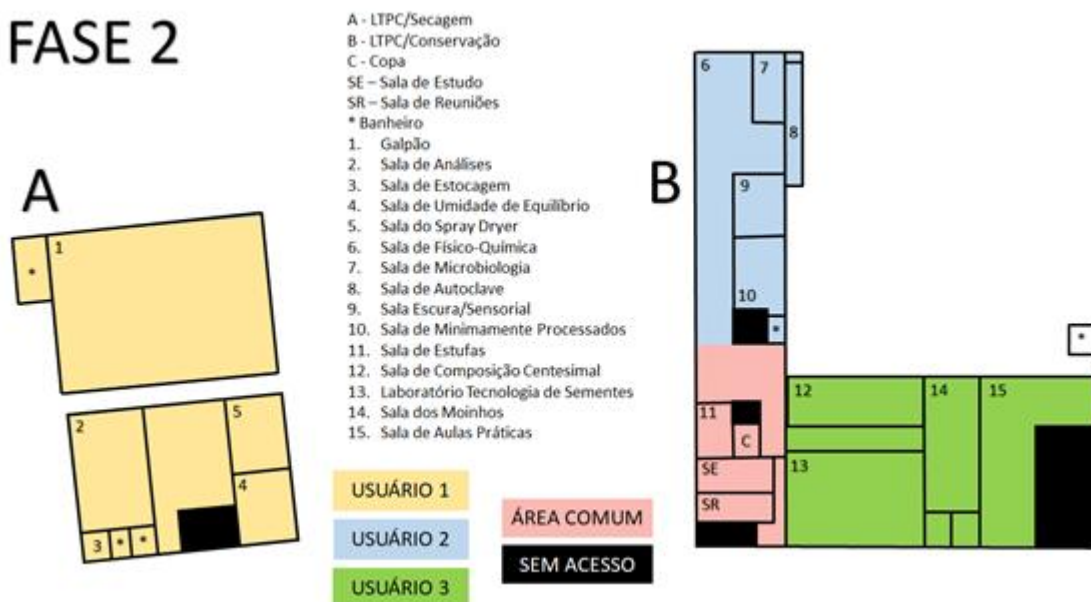 FASE 2
A - LTPC/Secagem
B - LTPC/Conservação
C - Copa
SE – Sala de Estudo
SR – Sala de Reuniões
* Banheiro
1. Galpão
2. Sala de Análises
3. Sala de Estocagem
4. Sala de Umidade de Equilíbrio
5. Sala do Spray Dryer
6. Sala de Físico-Química
7. Sala de Microbiologia
8. Sala de Autoclave
9. Sala Escura/Sensorial
10. Sala de Minimamente Processados
11. Sala de Estufas
12. Sala de Composição Centesimal
13. Laboratório Tecnologia de Sementes
14. Sala dos Moinhos
15. Sala de Aulas Práticas
A
1
*
2
5
4
3
*
*
USUÁRIO 1
USUÁRIO 2
USUÁRIO 3
ÁREA COMUM
SEM ACESSO
B
6
7
8
9
10
*
*
11
C
SE
SR
12
13
14
15